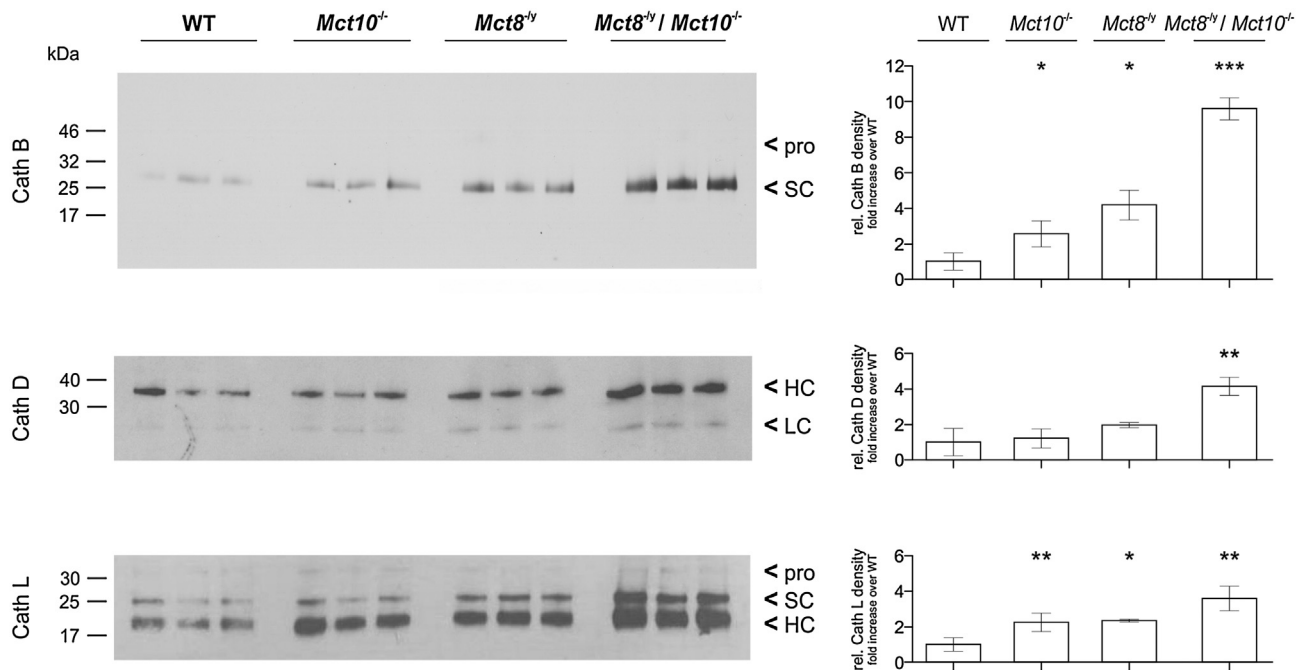 WT Mct10-/- Mct8-/y Mct8-/y / Mct10-/-
kDa
Cath B
46
32
25
17
< pro
< SC
Cath D
40
30
< HC
< LC
Cath L
30
25
17
< pro
< SC
< HC
WT Mct10-/- Mct8-/y Mct8-/y / Mct10-/-
* * ***
rel. Cath B density
fold increase over WT
12
10
8
6
4
2
0
**
rel. Cath D density
fold increase over WT
6
4
2
0
** * **
rel. Cath L density
fold increase over WT
6
4
2
0